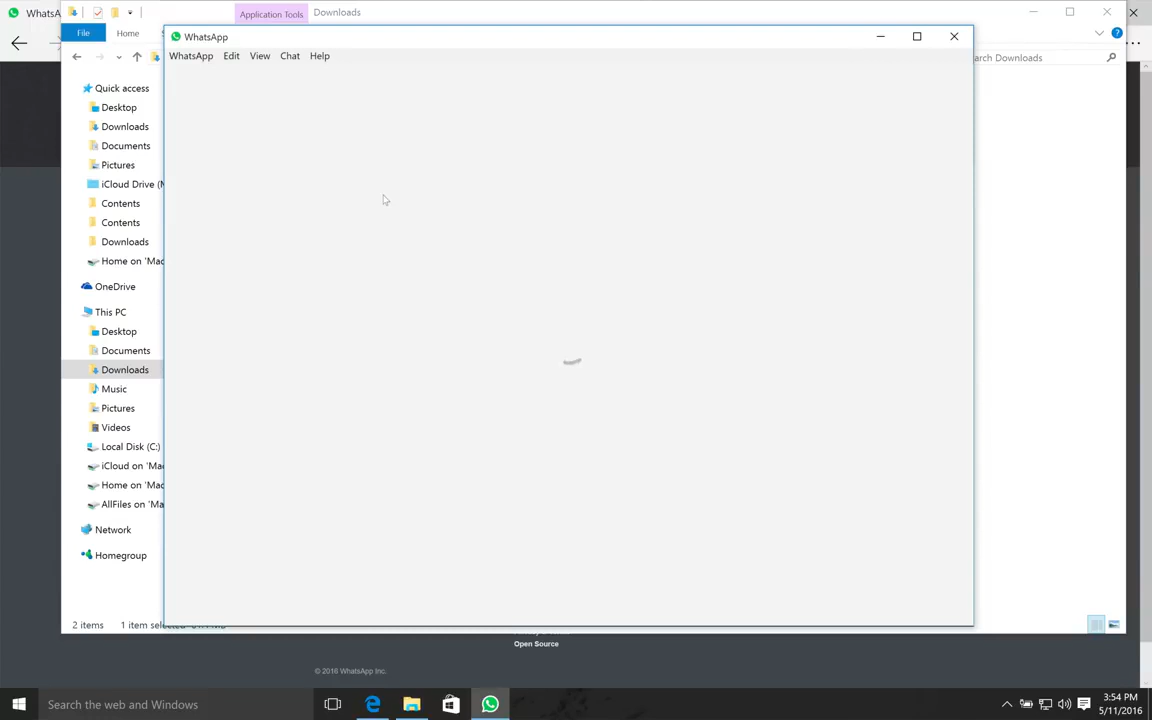 WhatsA
Application Tools
Downloads
File
Home
WhatsApp
WhatsApp
Edit
View
Chat
Help
arch Downloads
Quick access
Desktop
Downloads
Documents
Pictures
iCloud Drive (M
Contents
Contents
Downloads
Home on 'Mac
OneDrive
This PC
Desktop
Documents
Downloads
Music
Pictures
Videos
Local Disk (C:)
iCloud on 'Mac
Home on 'Mac
AllFiles on 'Ma
Network
Homegroup
2 items
1 item selected
Open Source
© 2016 WhatsApp Inc.
Search the web and Windows
3:54 PM
5/11/2016